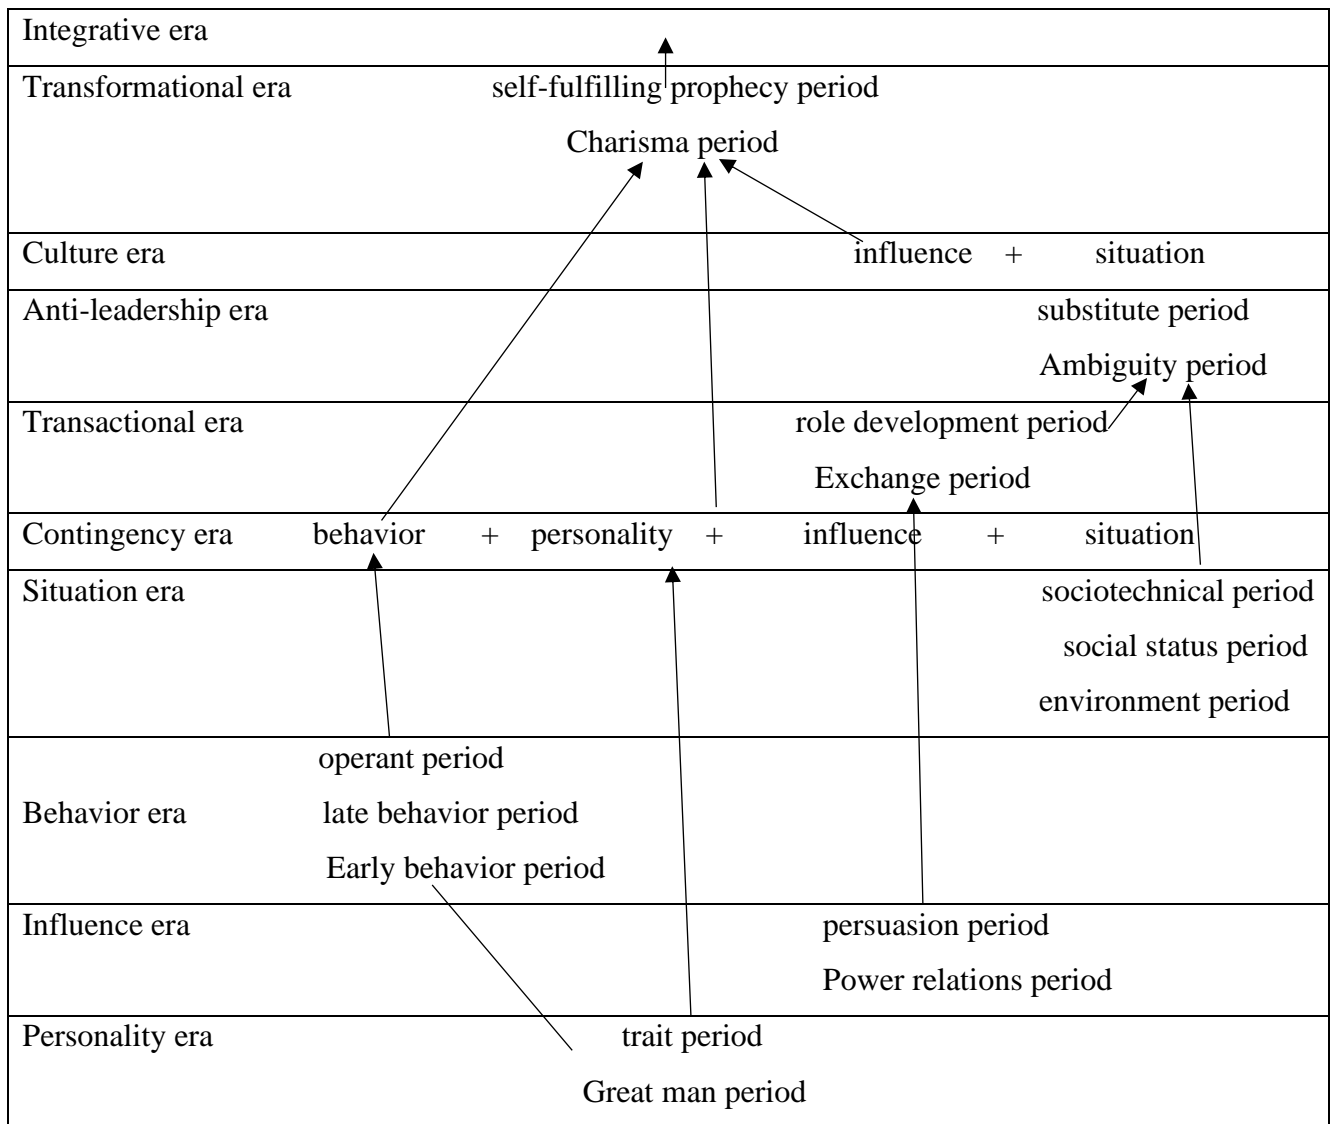 Integrative era
Transformational era self-fulfilling prophecy period
Charisma period
Culture era influence + situation
Anti-leadership era substitute period
Ambiguity period
Transactional era role development period
Exchange period
Contingency era behavior + personality + influence + situation
Situation era sociotechnical period
social status period
environment period
operant period
Behavior era late behavior period
Early behavior period
Influence era persuasion period
Power relations period
Personality era trait period
Great man period